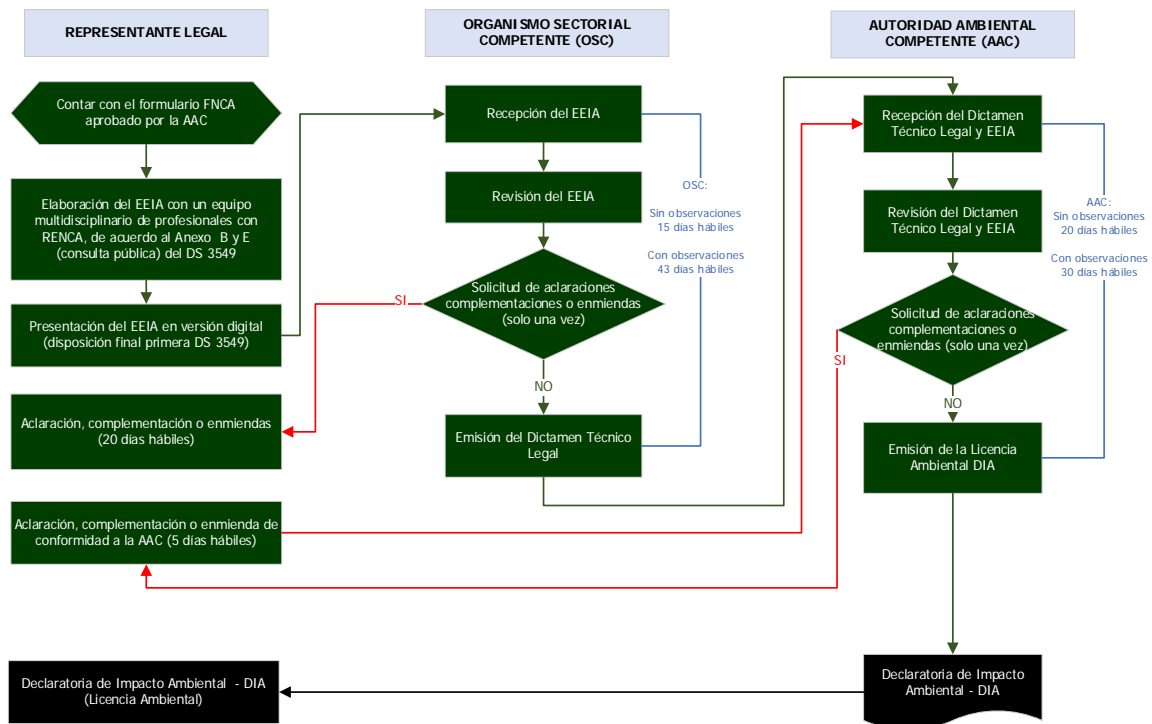 REPRESENTANTE LEGAL
Contar con el formulario FNCA
aprobado por la AAC
Elaboración del EEIA con un equipo
multidisciplinario de profesionales con
RENCA, de acuerdo al Anexo B y E
(consulta pública) del DS 3549
Presentación del EEIA en versión digital
(disposición final primera DS 3549)
Aclaración, complementación o enmiendas
(20 días hábiles)
Aclaración, complementación o enmienda de
conformidad a la AAC (5 días hábiles)
Declaratoria de Impacto Ambiental - DIA
(Licencia Ambiental)
ORGANISMO SECTORIAL
COMPETENTE (OSC)
Recepción del EEIA
Revisión del EEIA
OSC:
Sin observaciones
15 días hábiles
Con observaciones
43 días hábiles
Solicitud de aclaraciones
complementaciones o enmiendas
(solo una vez)
SI
NO
Emisión del Dictamen Técnico
Legal
AUTORIDAD AMBIENTAL
COMPETENTE (AAC)
Recepción del Dictamen
Técnico Legal y EEIA
Revisión del Dictamen
Técnico Legal y EEIA
AAC:
Sin observaciones
20 días hábiles
Con observaciones
30 días hábiles
Solicitud de aclaraciones
complementaciones o
enmiendas (solo una vez)
SI
NO
Emisión de la Licencia
Ambiental DIA
Declaratoria de Impacto
Ambiental - DIA